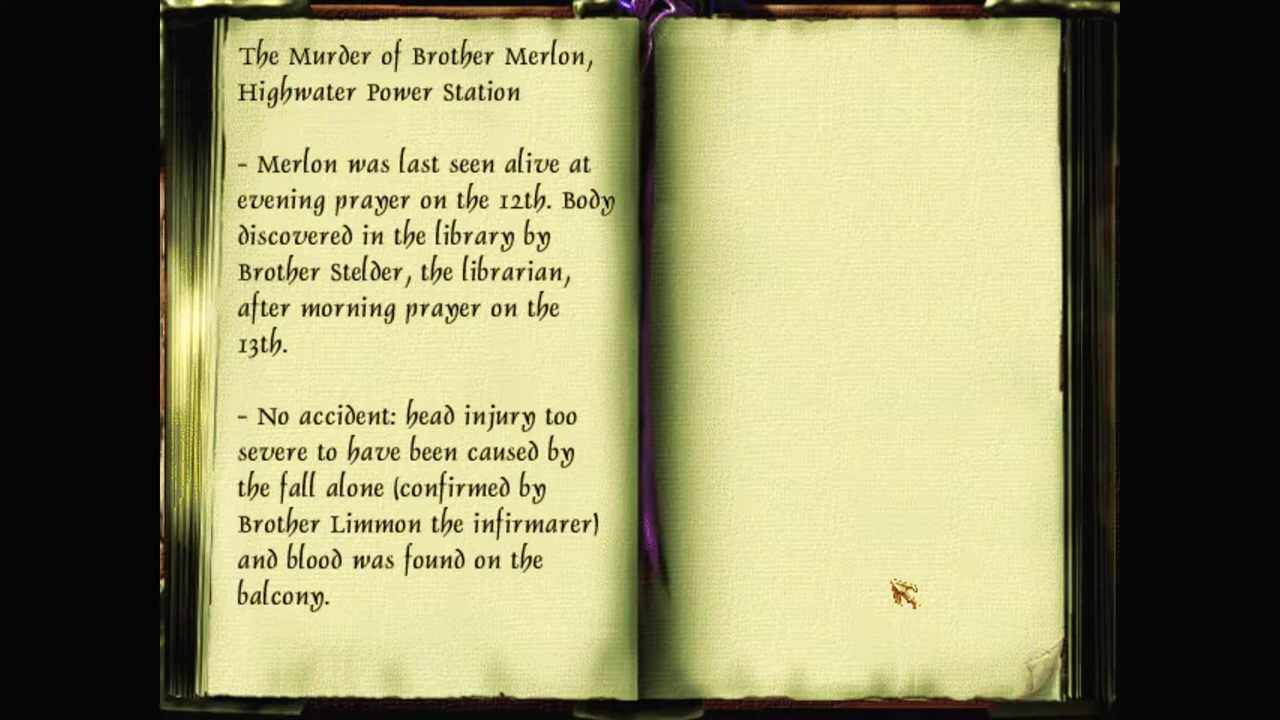 The Murder of Brother Merlon,
Highwater Power Station
- Merlon was last seen alive at
evening prayer on the 12th. Body
discovered in the library by
Brother Stelder, the librarian,
after morning prayer on the
13th.
- No accident: head injury too
severe to have been caused by
the fall alone (confirmed by
Brother Limmon the infirmarer)
and blood was found on the
balcony.